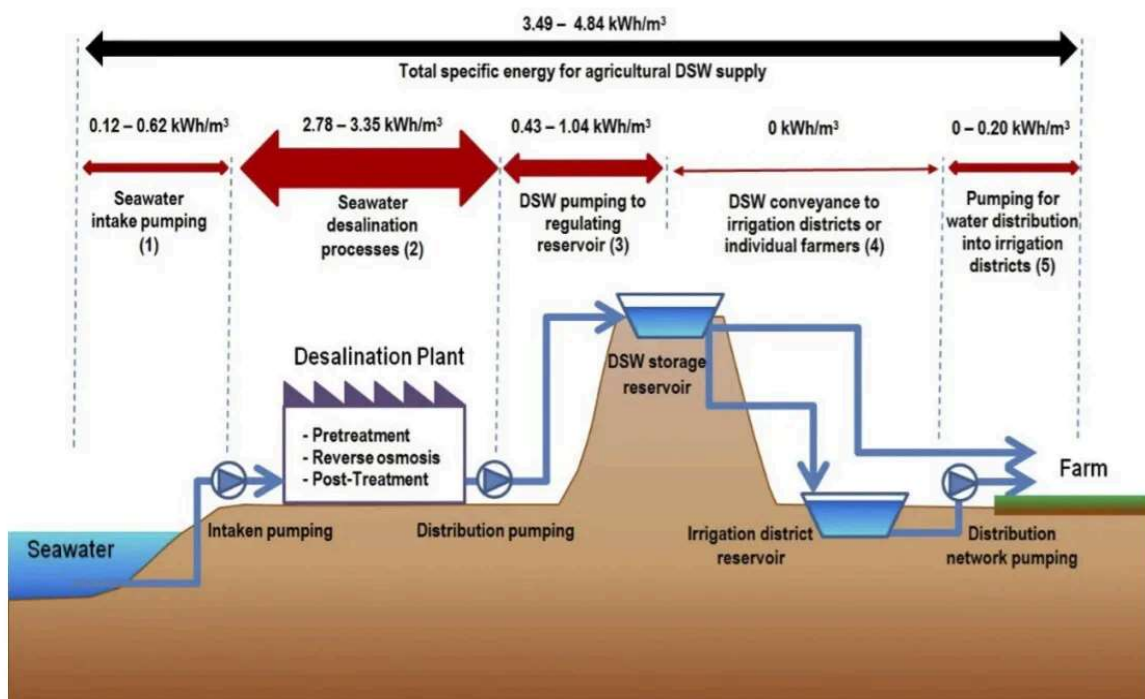 3.49 – 4.84 kWh/m³
Total specific energy for agricultural DSW supply
0.12 – 0.62 kWh/m³
2.78 – 3.35 kWh/m³
0.43 – 1.04 kWh/m³
0 kWh/m³
0 – 0.20 kWh/m³
Seawater
intake pumping
(1)
Seawater
desalination
processes (2)
DSW pumping to
regulating
reservoir (3)
DSW conveyance to
irrigation districts or
individual farmers (4)
Pumping for
water distribution
into irrigation
districts (5)
Desalination Plant
- Pretreatment
- Reverse osmosis
- Post-Treatment
DSW storage
reservoir
Farm
Seawater
Intaken pumping
Distribution pumping
Irrigation district
reservoir
Distribution
network pumping